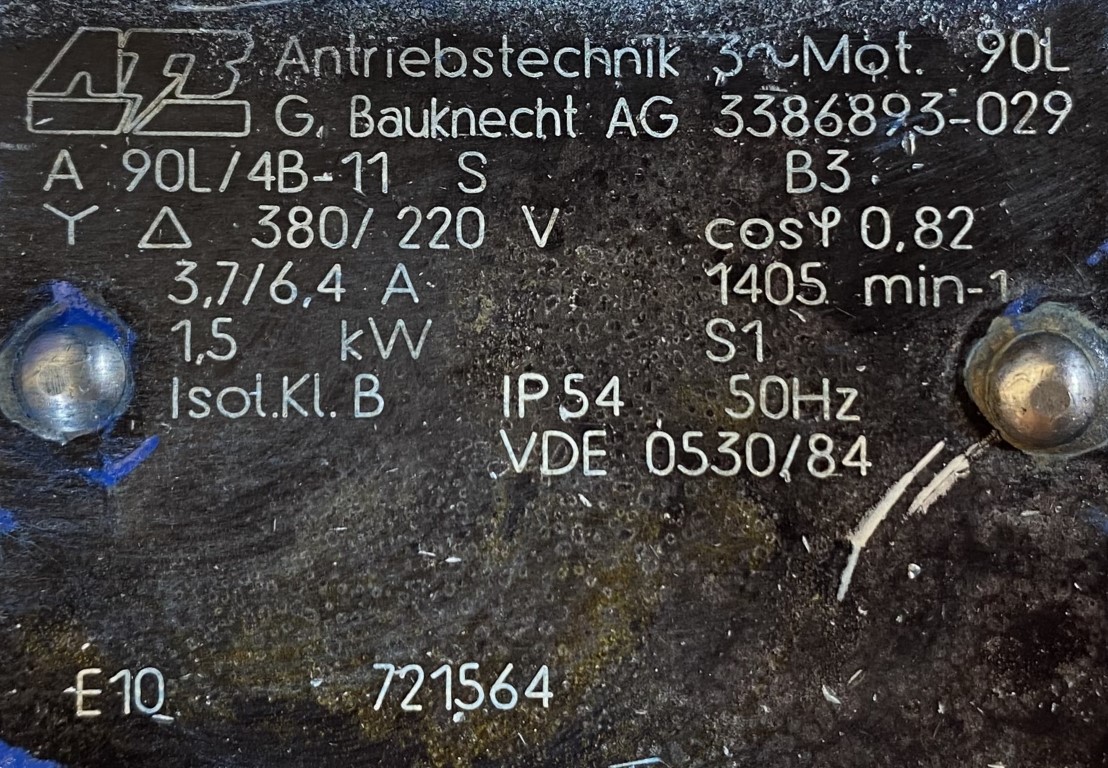 AEB Antriebstechnik 3~Mot. 90L
G. Bauknecht AG 3386893-029
A 90L/4B-11 S B3
Y Δ 380/220 V cosφ 0,82
3,7/6,4 A 1405 min-1
1,5 kW S1
Isol.Kl. B IP54 50Hz
VDE 0530/84
E10 721564